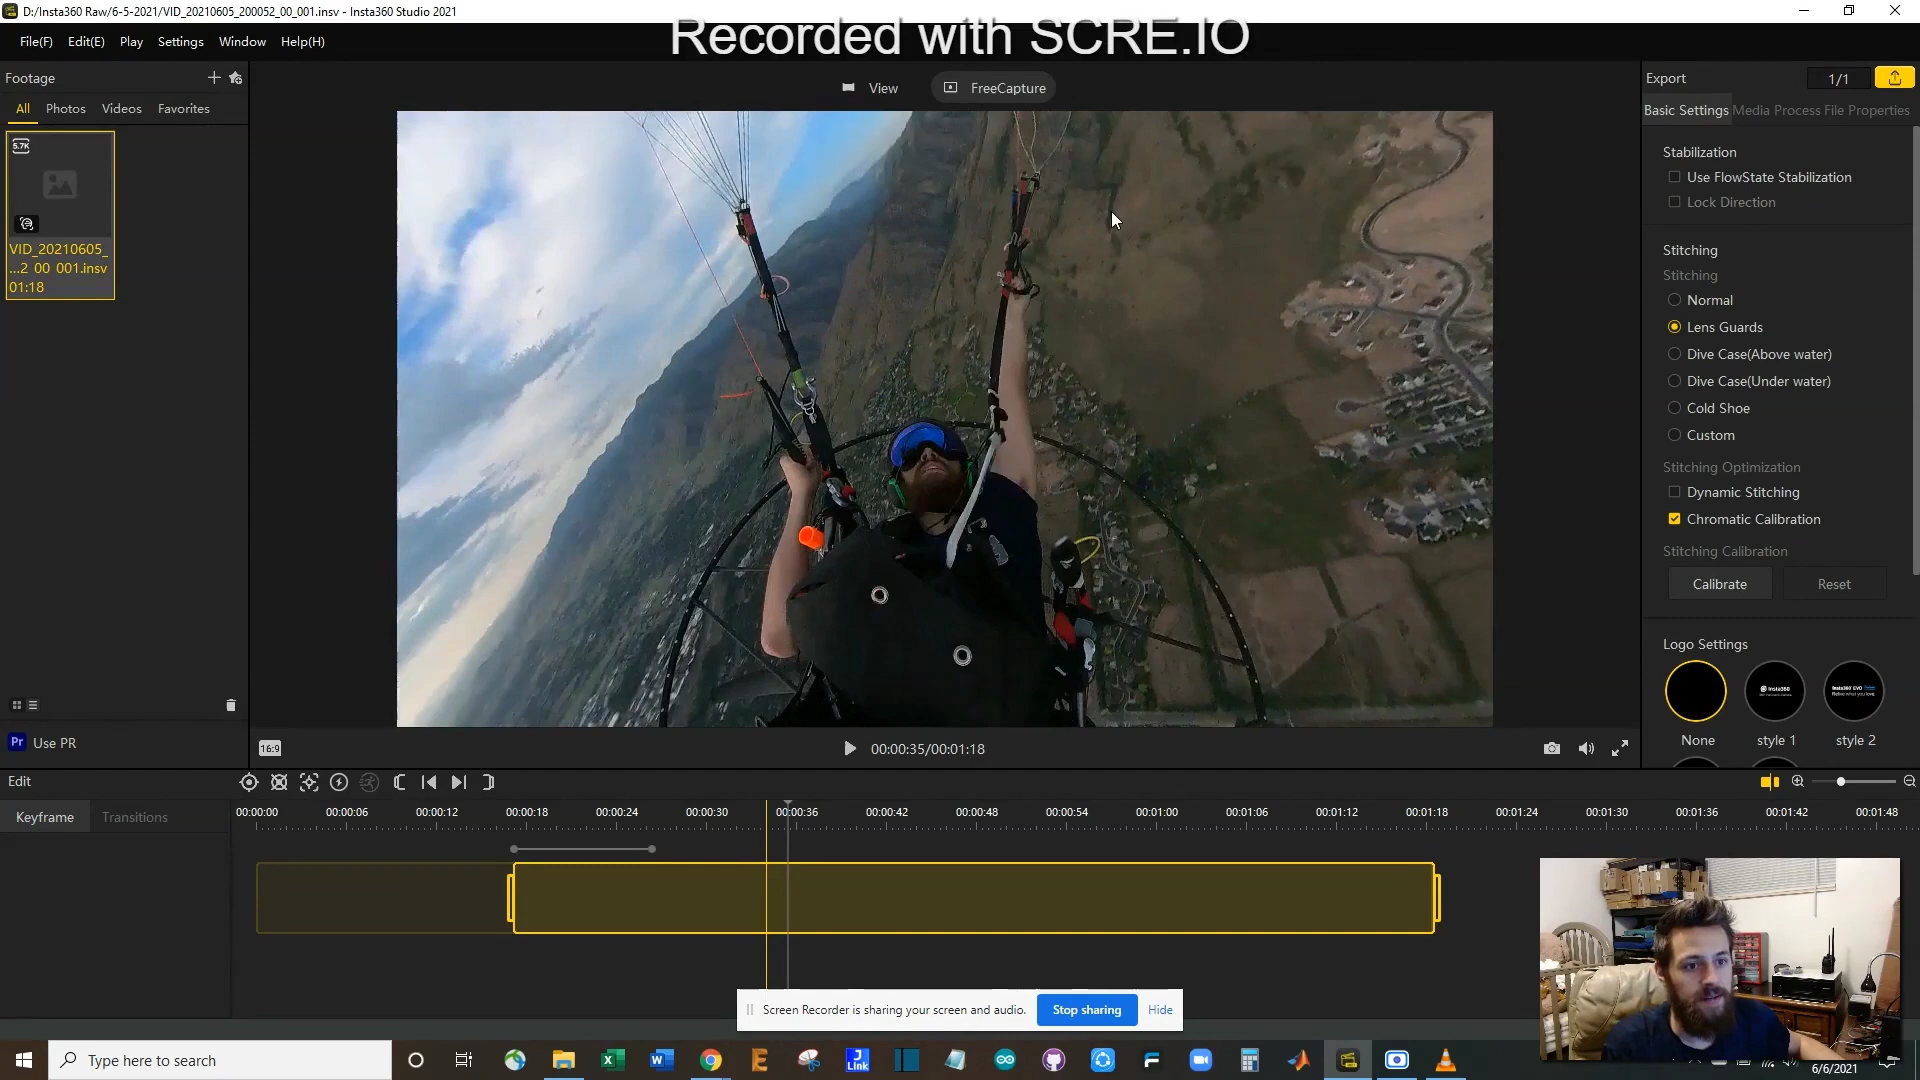 D:/Insta360 Raw/6-5-2021/VID_20210605_200052_00_001.insv - Insta360 Studio 2021
Recorded with SCRE.IO
File(F) Edit(E) Play Settings Window Help(H)
Footage
All Photos Videos Favorites
5.7K
VID_20210605_
...2_00_001.insv
01:18
Pr Use PR
View FreeCapture
16:9
00:00:35/00:01:18
Export 1/1
Basic Settings Media Process File Properties
Stabilization
Use FlowState Stabilization
Lock Direction
Stitching
Stitching
Normal
Lens Guards
Dive Case(Above water)
Dive Case(Under water)
Cold Shoe
Custom
Stitching Optimization
Dynamic Stitching
Chromatic Calibration
Stitching Calibration
Calibrate Reset
Logo Settings
Insta360
Insta360 EVO
None style 1 style 2
Edit
Keyframe Transitions
00:00:00 00:00:06 00:00:12 00:00:18 00:00:24 00:00:30 00:00:36 00:00:42 00:00:48 00:00:54 00:01:00 00:01:06 00:01:12 00:01:18 00:01:24 00:01:30 00:01:36 00:01:42 00:01:48
Screen Recorder is sharing your screen and audio. Stop sharing Hide
Type here to search
J
Link
6/6/2021